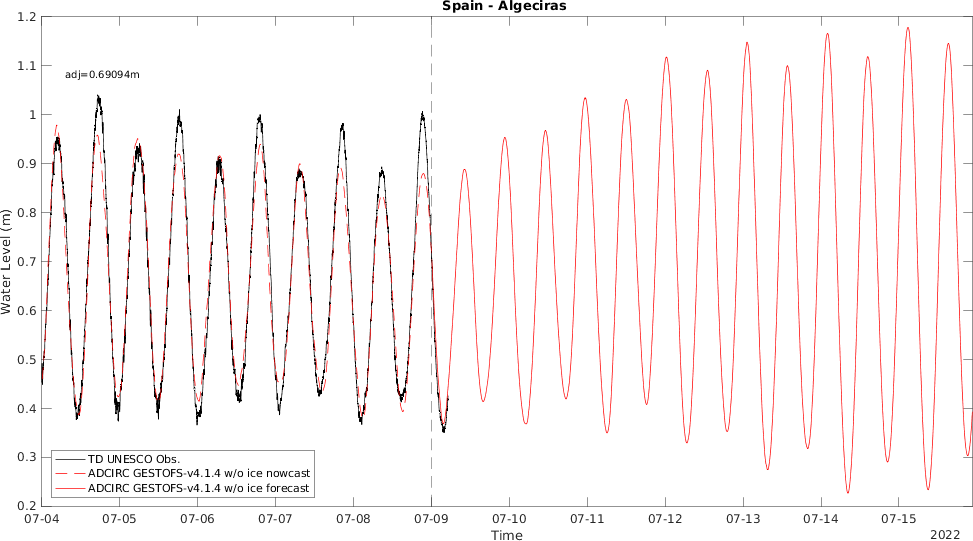 Spain - Algeciras
adj=0.69094m
Water Level (m)
1.2
1.1
1
0.9
0.8
0.7
0.6
0.5
0.4
0.3
0.2
TD UNESCO Obs.
ADCIRC GESTOFS-v4.1.4 w/o ice nowcast
ADCIRC GESTOFS-v4.1.4 w/o ice forecast
07-04 07-05 07-06 07-07 07-08 07-09 07-10 07-11 07-12 07-13 07-14 07-15
Time
2022